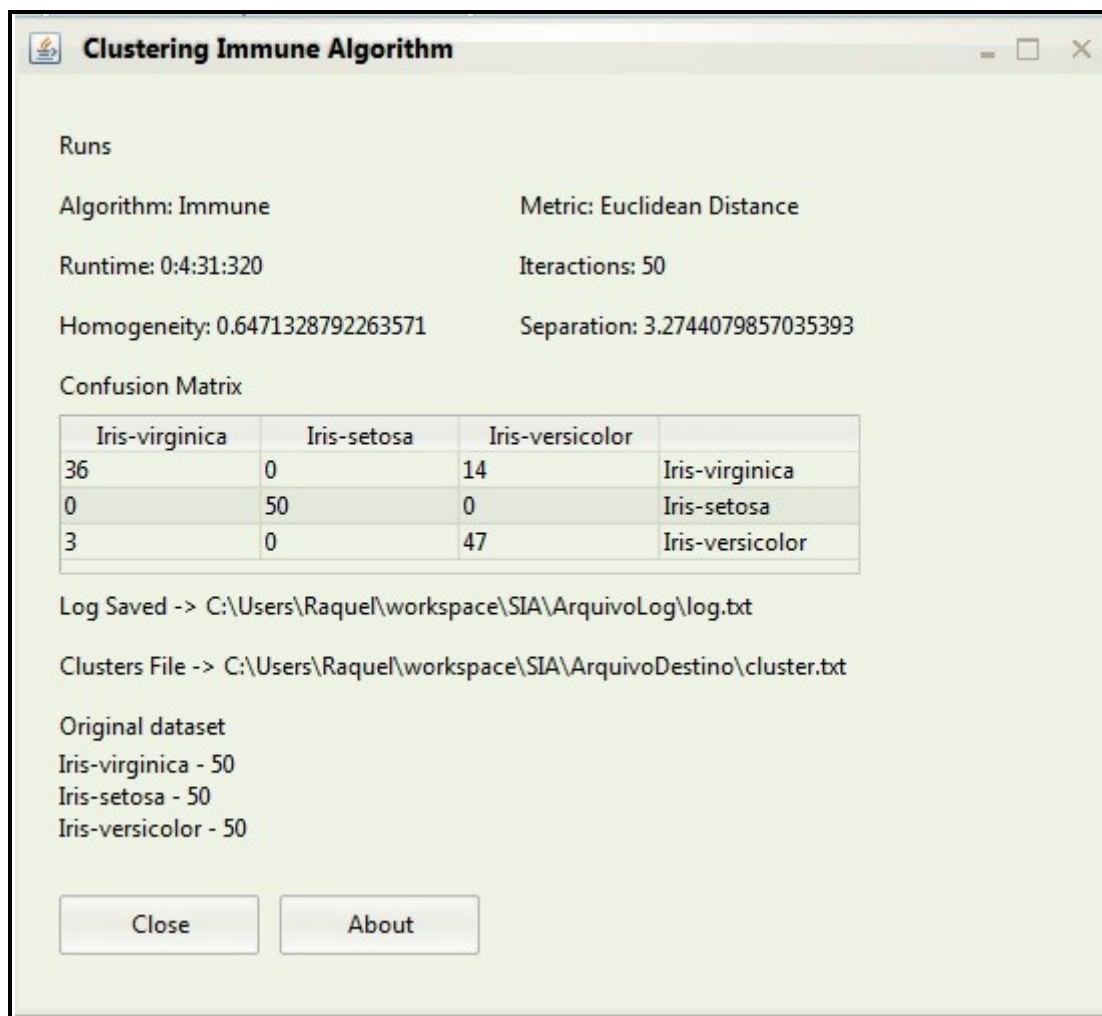 Clustering Immune Algorithm
Runs
Algorithm: Immune Metric: Euclidean Distance
Runtime: 0:4:31:320 Iteractions: 50
Homogeneity: 0.6471328792263571 Separation: 3.2744079857035393
Confusion Matrix
Iris-virginica Iris-setosa Iris-versicolor
36 0 14 Iris-virginica
0 50 0 Iris-setosa
3 0 47 Iris-versicolor
Log Saved -> C:\Users\Raquel\workspace\SIA\ArquivoLog\log.txt
Clusters File -> C:\Users\Raquel\workspace\SIA\ArquivoDestino\cluster.txt
Original dataset
Iris-virginica - 50
Iris-setosa - 50
Iris-versicolor - 50
Close About